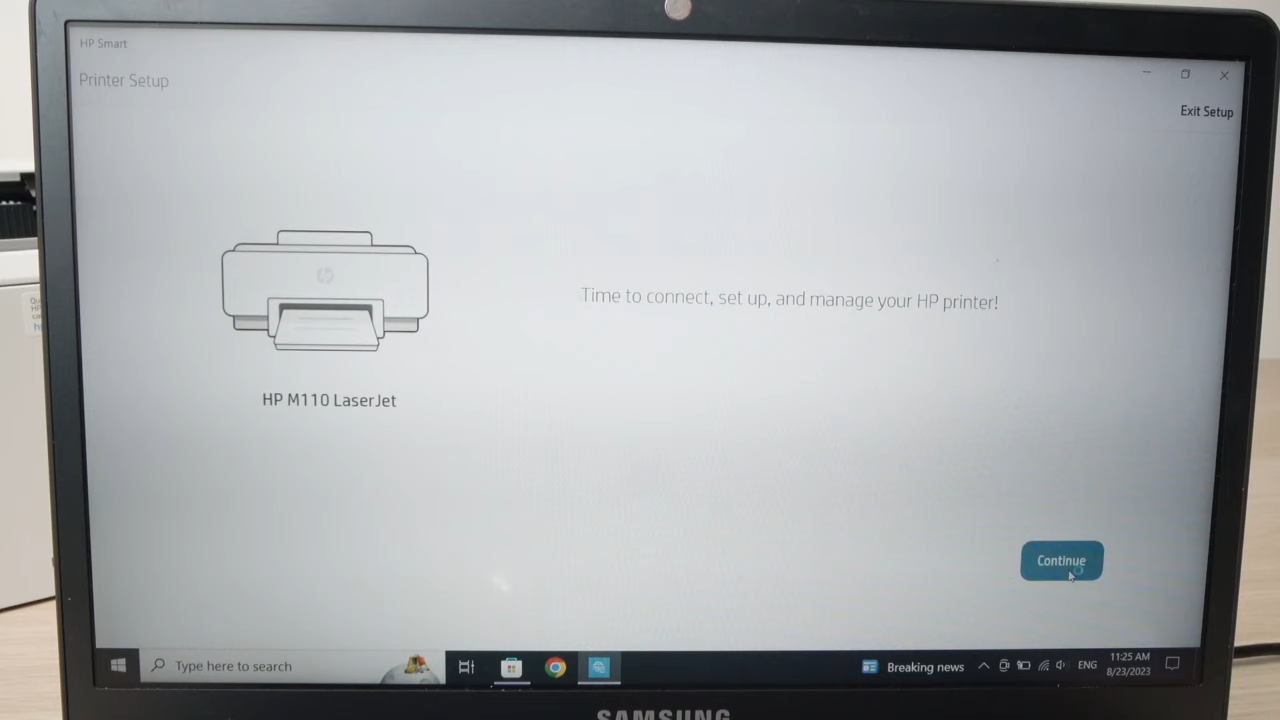 HP Smart
Printer Setup
Exit Setup
Time to connect, set up, and manage your HP printer!
HP M110 LaserJet
Continue
Type here to search
Breaking news
ENG
11:25 AM
8/23/2023
SAMSUNG